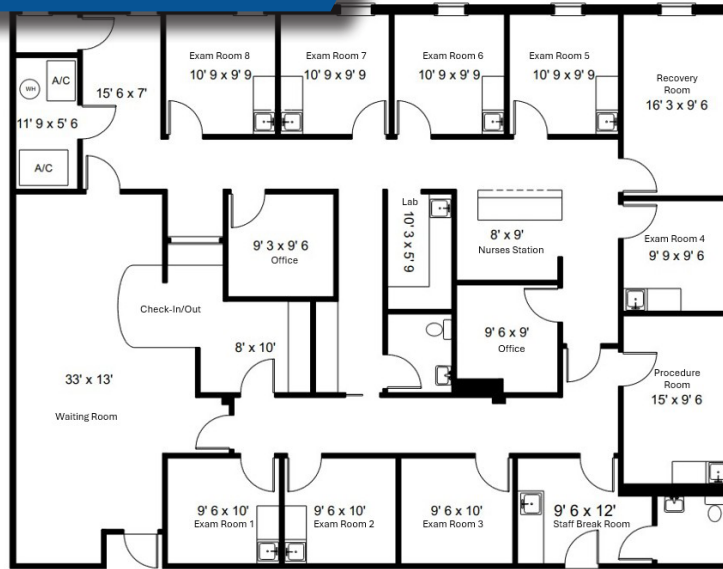 Exam Room 8
10' 9 x 9' 9
Exam Room 7
10' 9 x 9' 9
Exam Room 6
10' 9 x 9' 9
Exam Room 5
10' 9 x 9' 9
Recovery
Room
16' 3 x 9' 6
WH
A/C
15' 6 x 7'
11' 9 x 5' 6
A/C
Lab
10' 3 x 5' 9
8' x 9'
Nurses Station
Exam Room 4
9' 9 x 9' 6
9' 3 x 9' 6
Office
Check-In/Out
8' x 10'
9' 6 x 9'
Office
33' x 13'
Waiting Room
Procedure
Room
15' x 9' 6
9' 6 x 10'
Exam Room 1
9' 6 x 10'
Exam Room 2
9' 6 x 10'
Exam Room 3
9' 6 x 12'
Staff Break Room